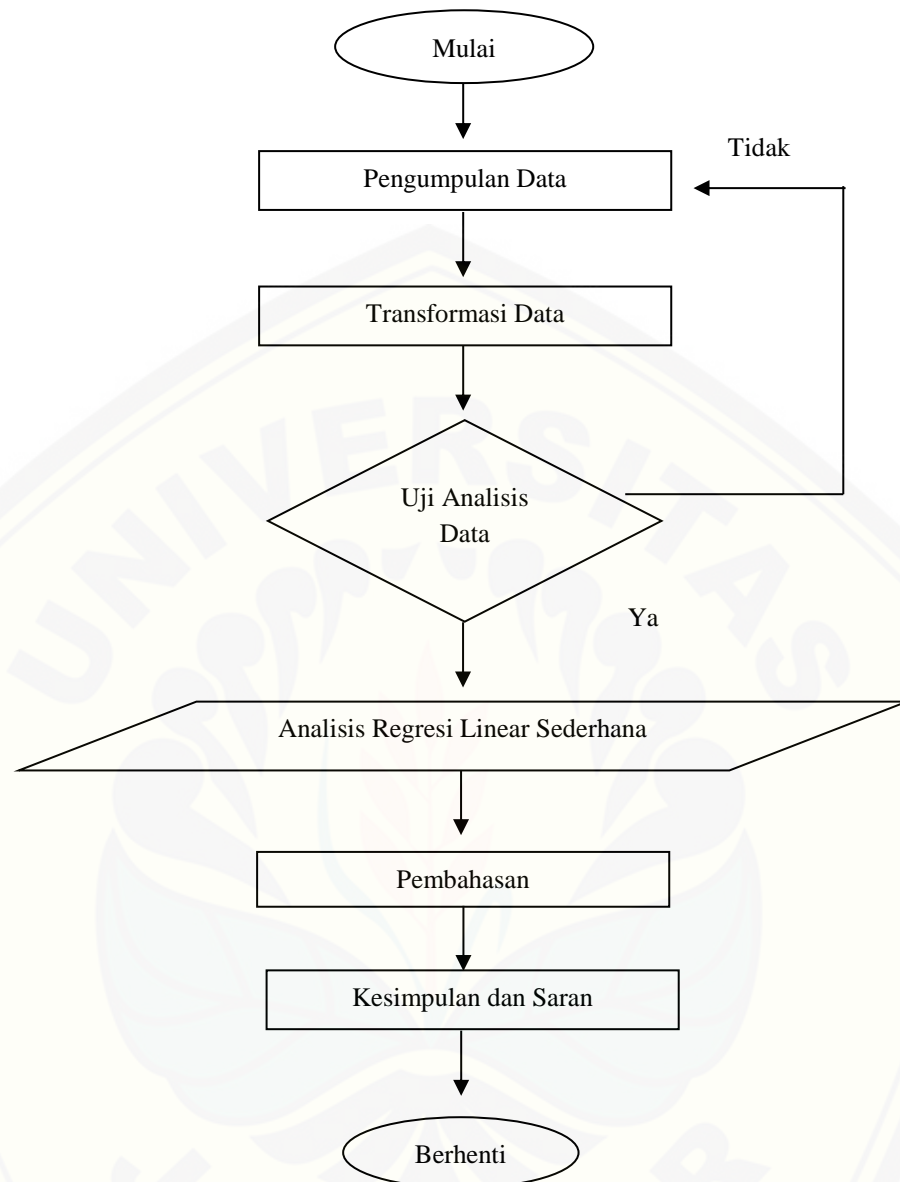 Mulai
Tidak
Pengumpulan Data
Transformasi Data
Uji Analisis
Data
Ya
Analisis Regresi Linear Sederhana
Pembahasan
Kesimpulan dan Saran
Berhenti
UNIVERSITAS